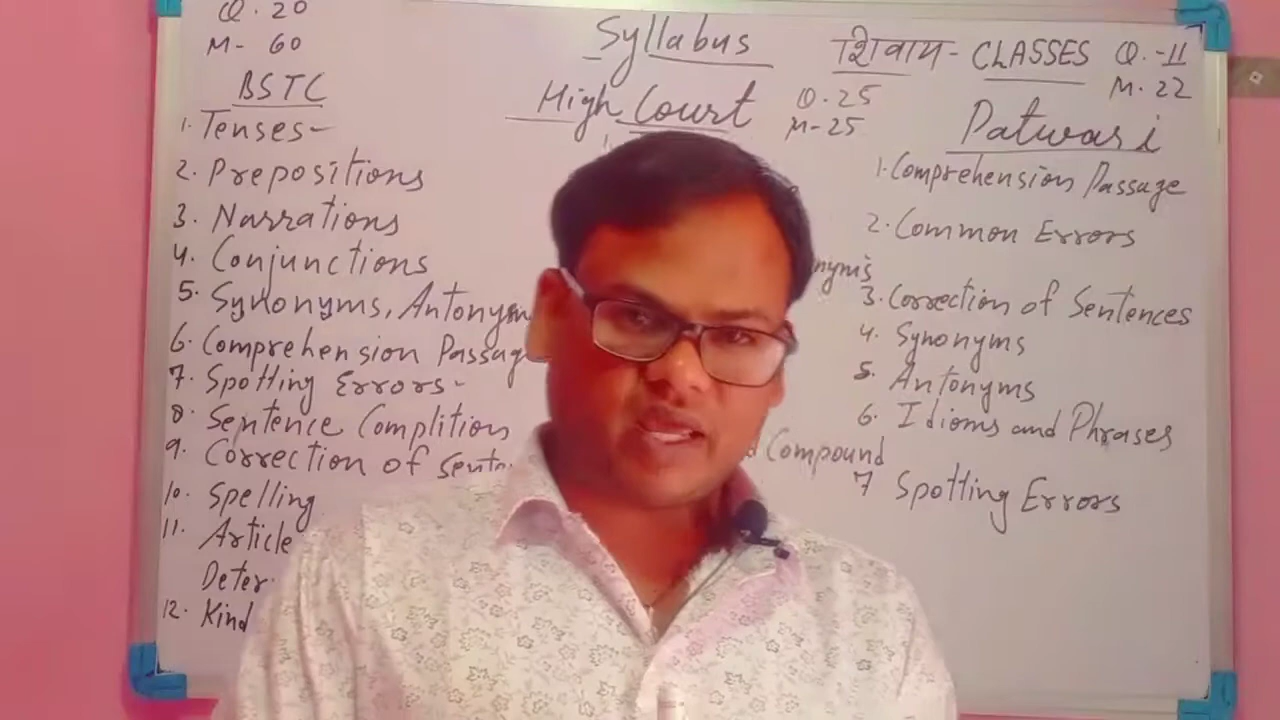 Syllabus
शिवाय - CLASSES
Q. 20
M- 60
BSTC
1. Tenses-
2. Prepositions
3. Narrations
4. Conjunctions
5. Synonyms, Antonym
6. Comprehension Passag
7. Spotting Errors-
8. Sentence Complition
9. Correction of Sente
10. Spelling
11. Article
Deter
12. Kind
High Court
Q. 25
M-25
nyms
d Compound
Q. -11
M. 22
Patwari
1. Comprehension Passage
2. Common Errors
3. Correction of Sentences
4. Synonyms
5. Antonyms
6. Idioms and Phrases
7 Spotting Errors